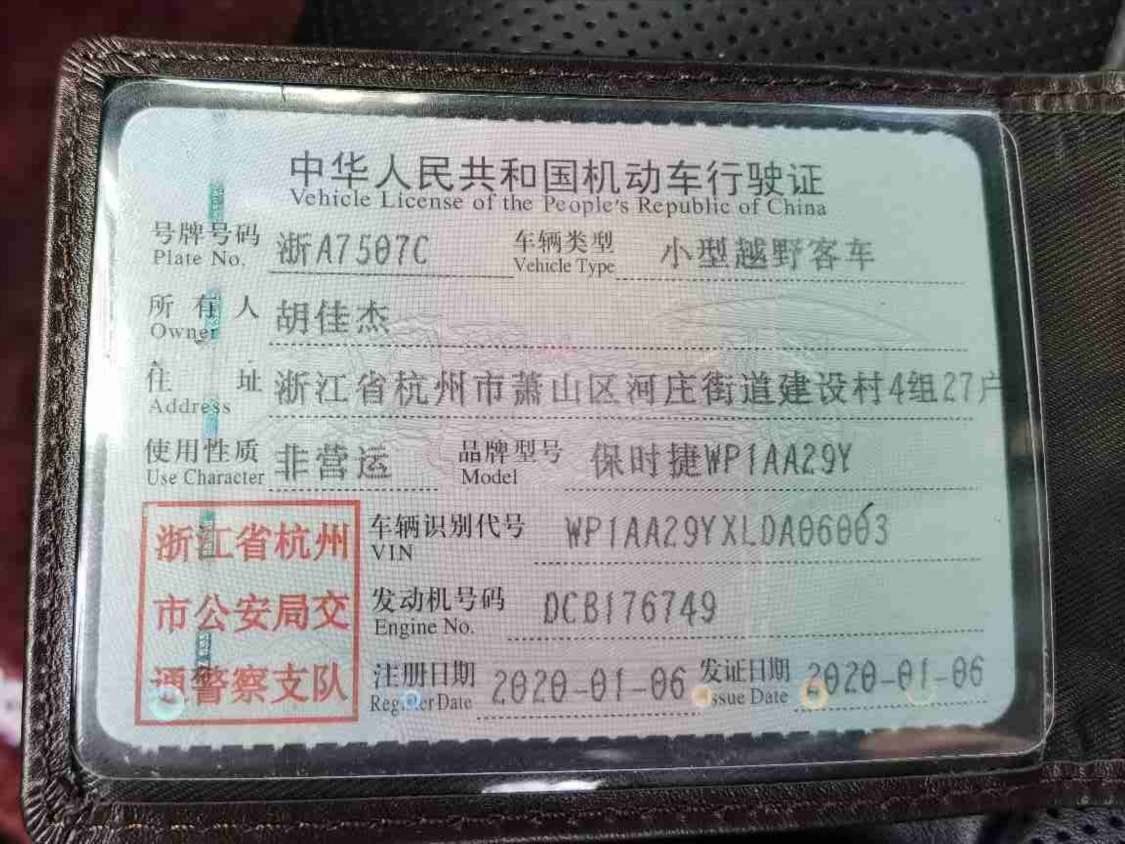 中华人民共和国机动车行驶证
Vehicle License of the People's Republic of China
号牌号码 浙A7507C 车辆类型 小型越野客车
Plate No. Vehicle Type
所有人 胡佳杰
Owner
住址 浙江省杭州市萧山区河庄街道建设村4组27户
Address
使用性质 非营运 品牌型号 保时捷WP1AA29Y
Use Character Model
浙江省杭州
市公安局交
通警察支队
车辆识别代号 WP1AA29YXLDA06003
VIN
发动机号码 DCB176749
Engine No.
注册日期 2020-01-06 发证日期 2020-01-06
Register Date Issue Date